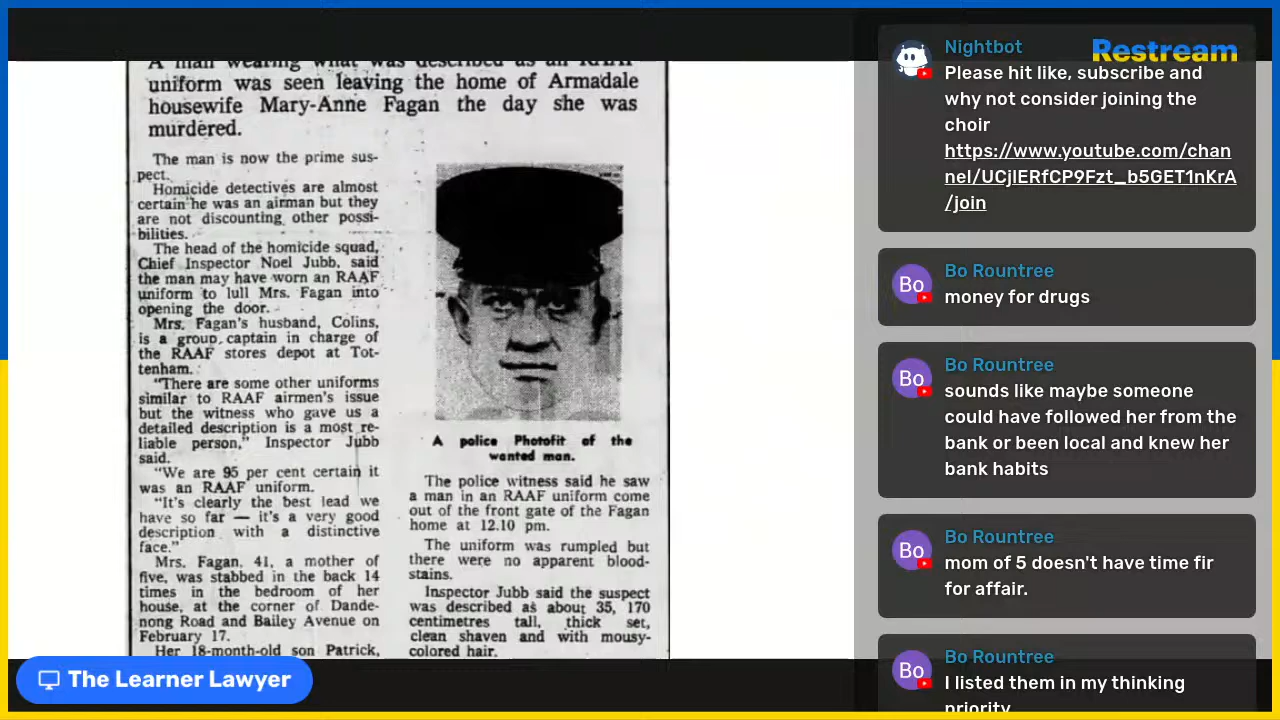 A man wearing what was described as an RAAF
uniform was seen leaving the home of Armadale
housewife Mary-Anne Fagan the day she was
murdered.
The man is now the prime sus-
pect.
Homicide detectives are almost
certain he was an airman but they
are not discounting other possi-
bilities.
The head of the homicide squad,
Chief Inspector Noel Jubb, said
the man may have worn an RAAF
uniform to lull Mrs. Fagan into
opening the door.
Mrs. Fagan's husband, Colins,
is a group captain in charge of
the RAAF stores depot at Tot-
tenham.
"There are some other uniforms
similar to RAAF airmen's issue
but the witness who gave us a
detailed description is a most re-
liable person," Inspector Jubb
said.
"We are 95 per cent certain it
was an RAAF uniform.
"It's clearly the best lead we
have so far — it's a very good
description with a distinctive
face."
Mrs. Fagan, 41, a mother of
five, was stabbed in the back 14
times in the bedroom of her
house, at the corner of Dande-
nong Road and Bailey Avenue on
February 17.
Her 18-month-old son Patrick,
A police Photofit of the
wanted man.
The police witness said he saw
a man in an RAAF uniform come
out of the front gate of the Fagan
home at 12.10 pm.
The uniform was rumpled but
there were no apparent blood-
stains.
Inspector Jubb said the suspect
was described as about 35, 170
centimetres tall, thick set,
clean shaven and with mousy-
colored hair.
The Learner Lawyer
Restream
Nightbot
Please hit like, subscribe and
why not consider joining the
choir
https://www.youtube.com/chan
nel/UCjlERfCP9Fzt_b5GET1nKrA
/join
Bo
Bo Rountree
money for drugs
Bo
Bo Rountree
sounds like maybe someone
could have followed her from the
bank or been local and knew her
bank habits
Bo
Bo Rountree
mom of 5 doesn't have time fir
for affair.
Bo
Bo Rountree
I listed them in my thinking
priority